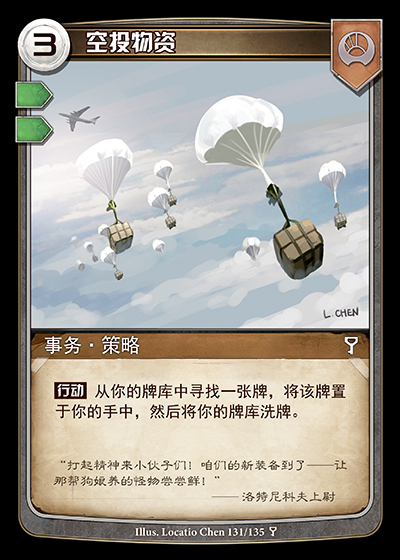 3 空投物资
L. CHEN
事务·策略
行动 从你的牌库中寻找一张牌，将该牌置
于你的手中，然后将你的牌库洗牌。
“打起精神来小伙子们！咱们的新装备到了——让
那帮狗娘养的怪物尝尝鲜！”
——洛特尼科夫上尉
Illus. Locatio Chen 131/135